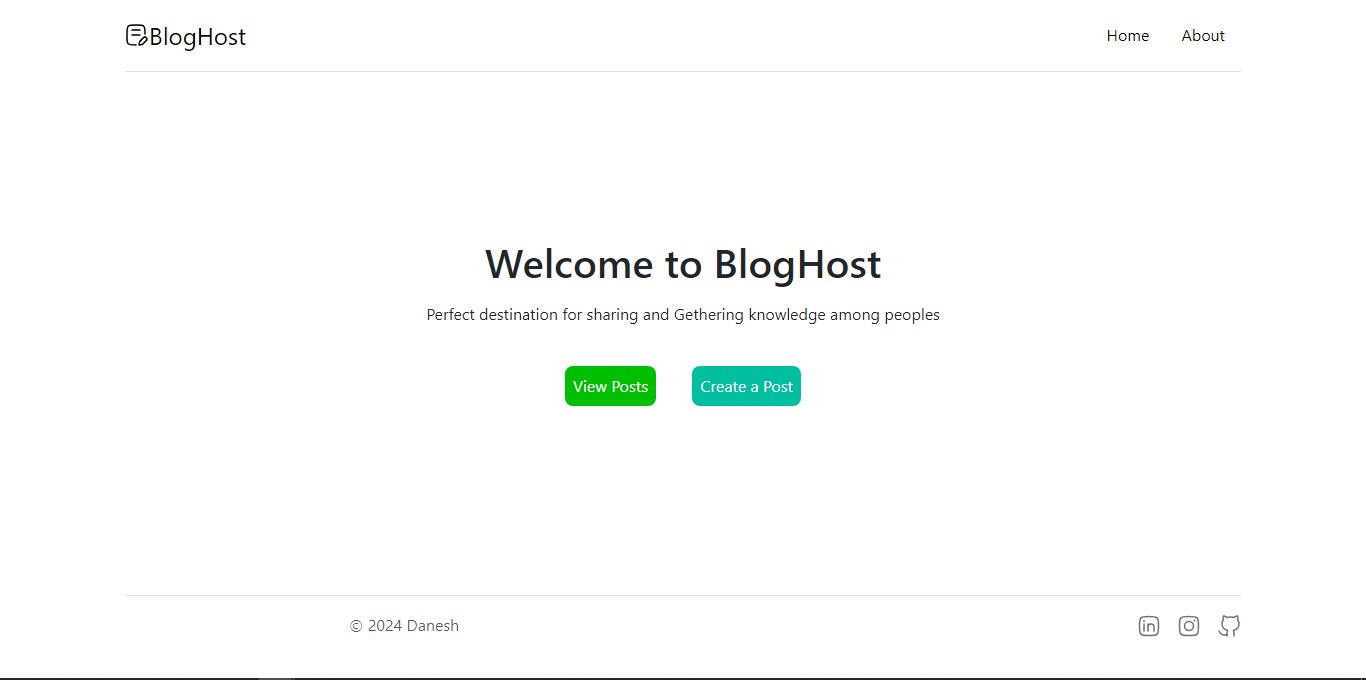 BlogHost
Home About
Welcome to BlogHost
Perfect destination for sharing and Gethering knowledge among peoples
View Posts Create a Post
© 2024 Danesh
in